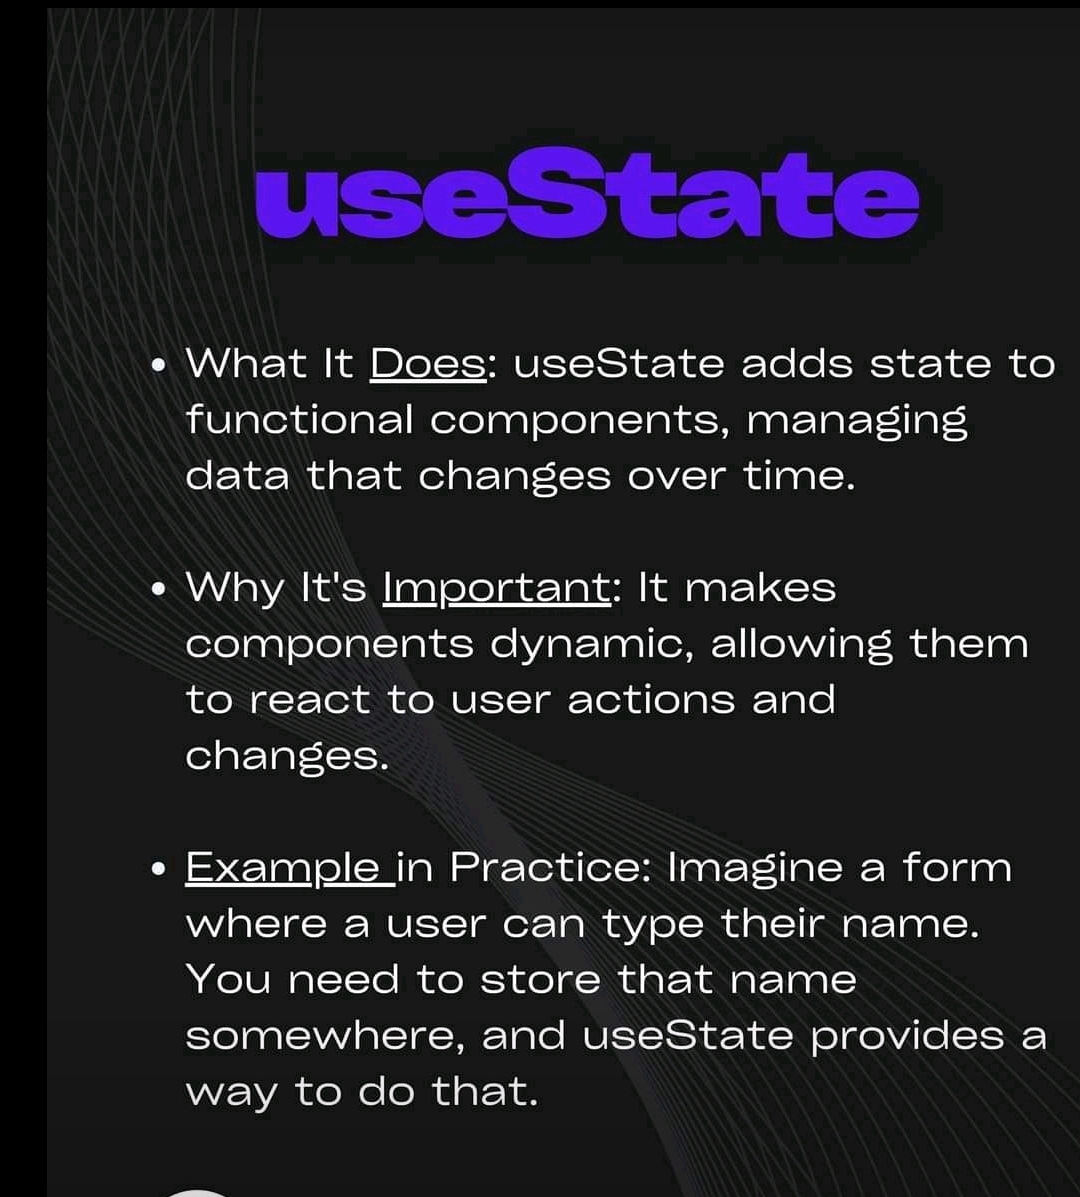 useState
• What It Does: useState adds state to
functional components, managing
data that changes over time.
• Why It's Important: It makes
components dynamic, allowing them
to react to user actions and
changes.
• Example in Practice: Imagine a form
where a user can type their name.
You need to store that name
somewhere, and useState provides a
way to do that.